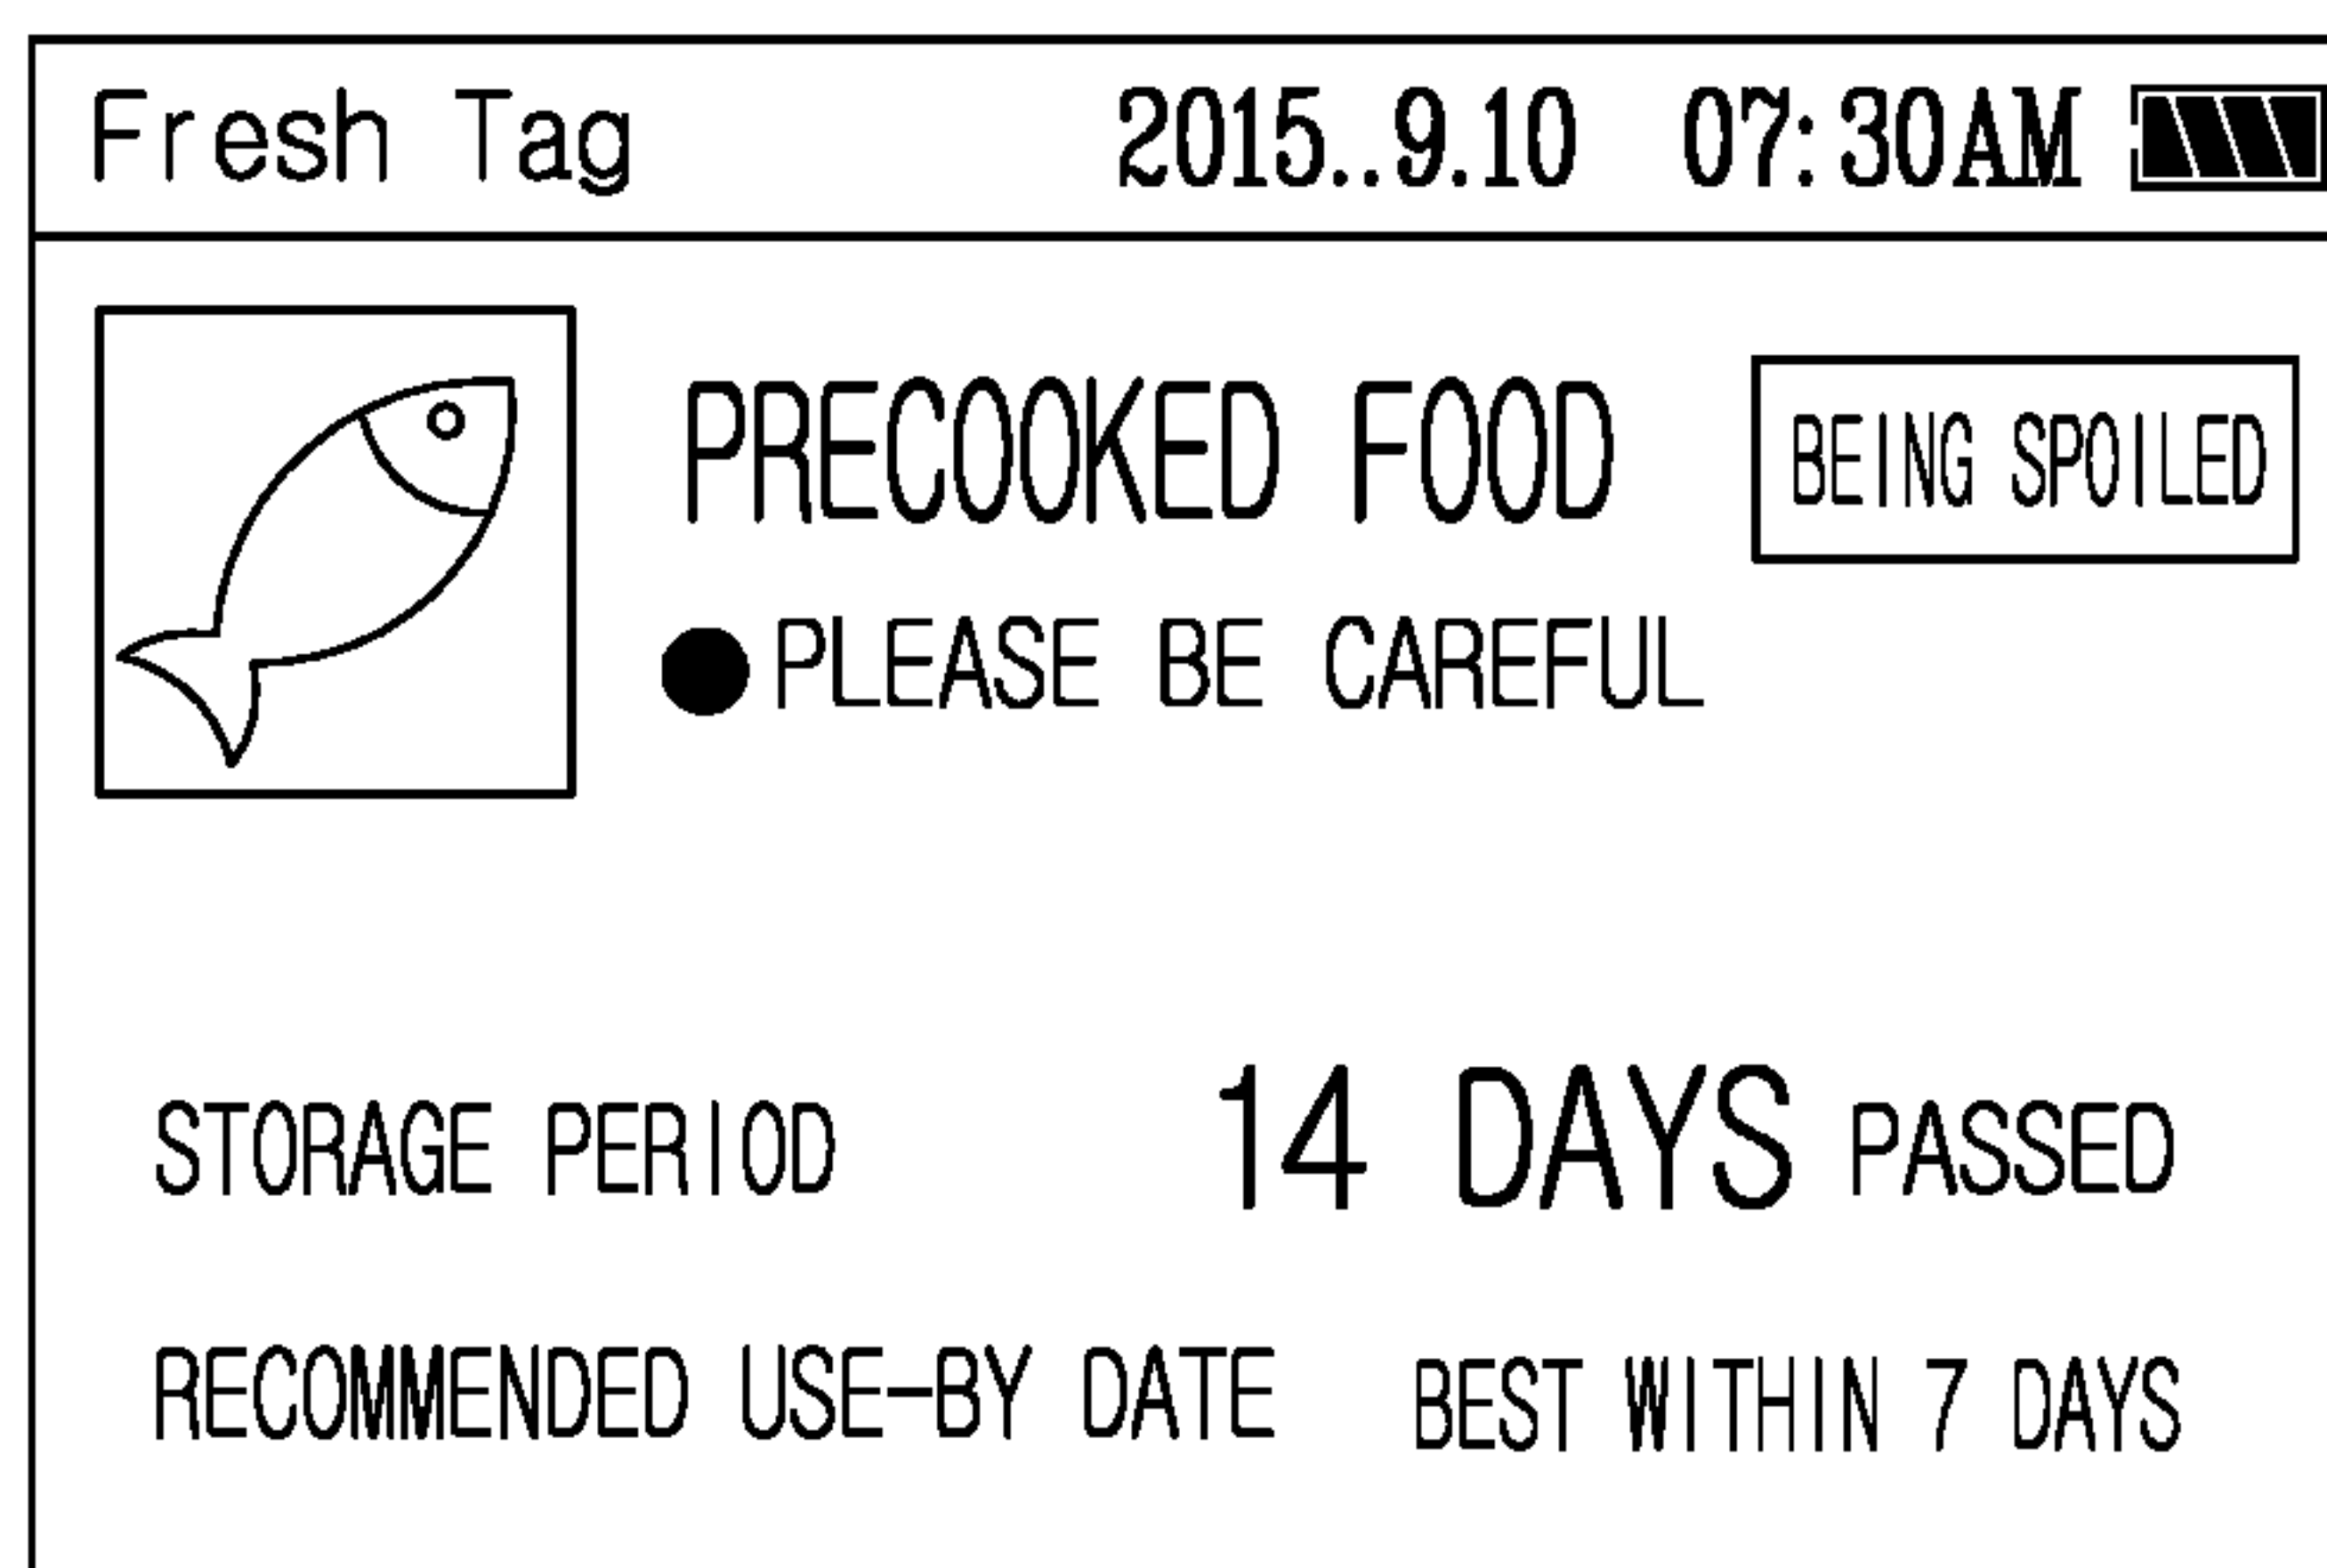 Fresh Tag 2015..9.10 07:30AM
PRECOOKED FOOD BEING SPOILED
●PLEASE BE CAREFUL
STORAGE PERIOD 14 DAYS PASSED
RECOMMENDED USE-BY DATE BEST WITHIN 7 DAYS